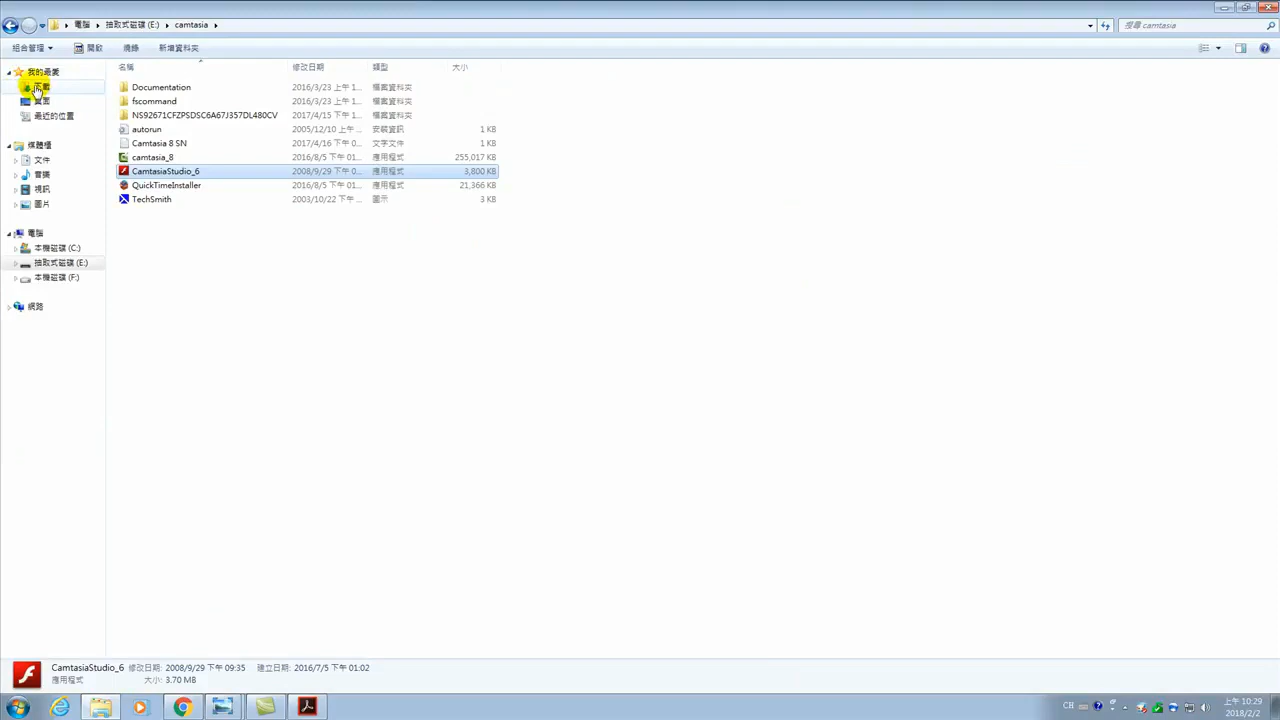 電腦 ▸ 抽取式磁碟 (E:) ▸ camtasia ▸
搜尋 camtasia
組合管理 開啟 燒錄 新增資料夾
名稱 修改日期 類型 大小
我的最愛
下載
桌面
最近的位置
媒體櫃
文件
音樂
視訊
圖片
電腦
本機磁碟 (C:)
抽取式磁碟 (E:)
本機磁碟 (F:)
網路
Documentation 2016/3/23 上午 1... 檔案資料夾
fscommand 2016/3/23 上午 1... 檔案資料夾
NS92671CFZPSDSC6A67J357DL480CV 2017/4/15 下午 1... 檔案資料夾
autorun 2005/12/10 上午... 安裝資訊 1 KB
Camtasia 8 SN 2017/4/16 下午 0... 文字文件 1 KB
camtasia_8 2016/8/5 下午 01... 應用程式 255,017 KB
CamtasiaStudio_6 2008/9/29 下午 0... 應用程式 3,800 KB
QuickTimeInstaller 2016/8/5 下午 01... 應用程式 21,366 KB
TechSmith 2003/10/22 下午... 圖示 3 KB
CamtasiaStudio_6 修改日期: 2008/9/29 下午 09:35 建立日期: 2016/7/5 下午 01:02
應用程式 大小: 3.70 MB
CH
上午 10:29
2018/2/2